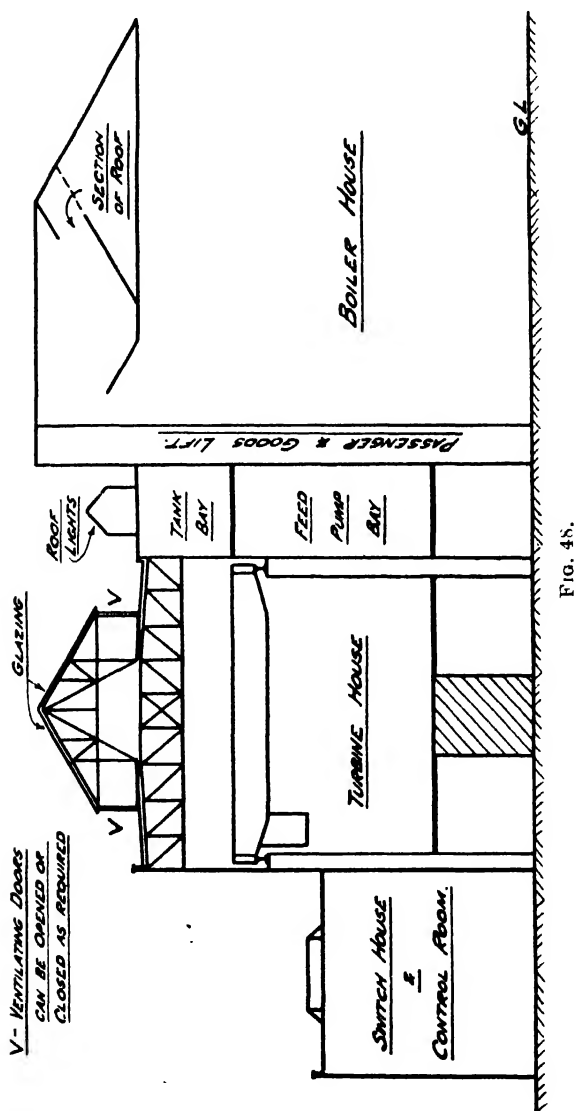 V - VENTILATING DOORS
CAN BE OPENED OR
CLOSED AS REQUIRED
GLAZING
V
V
ROOF
LIGHTS
SECTION
OF ROOF
SWITCH HOUSE
&
CONTROL ROOM.
TURBINE HOUSE
TANK
BAY
FEED
PUMP
BAY
PASSENGER & GOODS LIFT.
BOILER HOUSE
G L
FIG. 48.